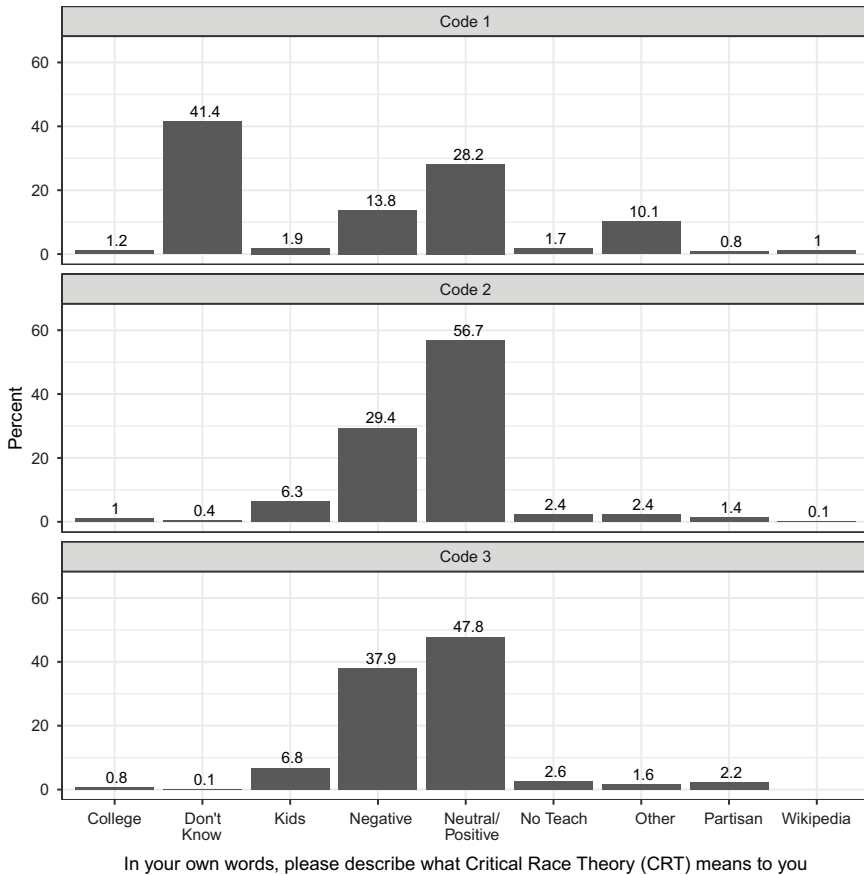 Code 1
60
40
20
0
1.2
41.4
1.9
13.8
28.2
1.7
10.1
0.8
1
Code 2
60
40
20
0
1
0.4
6.3
29.4
56.7
2.4
2.4
1.4
0.1
Percent
Code 3
60
40
20
0
0.8
0.1
6.8
37.9
47.8
2.6
1.6
2.2
College
Don't
Know
Kids
Negative
Neutral/
Positive
No Teach
Other
Partisan
Wikipedia
In your own words, please describe what Critical Race Theory (CRT) means to you